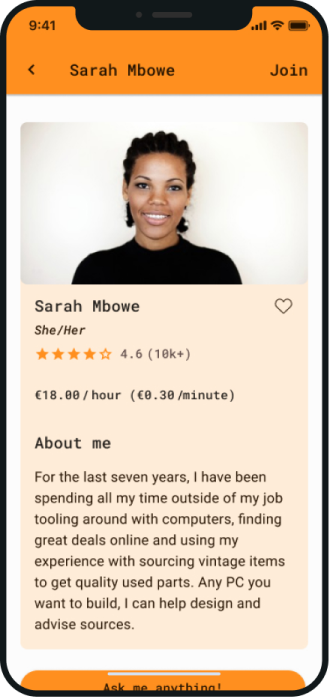 9:41
Sarah Mbowe Join
Sarah Mbowe
She/Her
4.6 (10k+)
€18.00/hour (€0.30/minute)
About me
For the last seven years, I have been
spending all my time outside of my job
tooling around with computers, finding
great deals online and using my
experience with sourcing vintage items
to get quality used parts. Any PC you
want to build, I can help design and
advise sources.
Ask me anything!